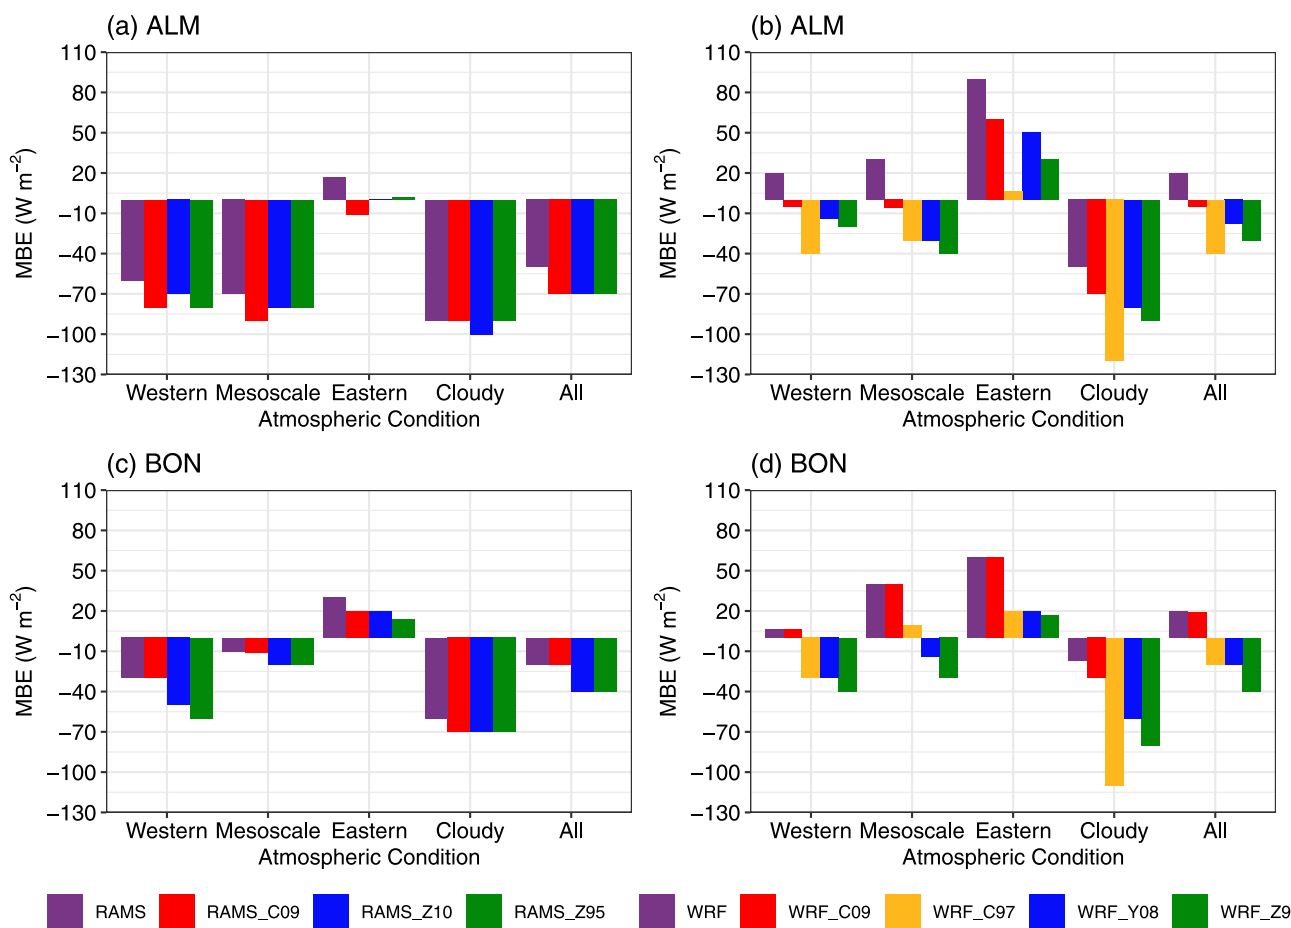 (a) ALM
110
80
50
20
−10
−40
−70
−100
−130
MBE (W m−2)
Western Mesoscale Eastern Cloudy All
Atmospheric Condition
(b) ALM
110
80
50
20
−10
−40
−70
−100
−130
MBE (W m−2)
Western Mesoscale Eastern Cloudy All
Atmospheric Condition
(c) BON
110
80
50
20
−10
−40
−70
−100
−130
MBE (W m−2)
Western Mesoscale Eastern Cloudy All
Atmospheric Condition
(d) BON
110
80
50
20
−10
−40
−70
−100
−130
MBE (W m−2)
Western Mesoscale Eastern Cloudy All
Atmospheric Condition
RAMS RAMS_C09 RAMS_Z10 RAMS_Z95 WRF WRF_C09 WRF_C97 WRF_Y08 WRF_Z9